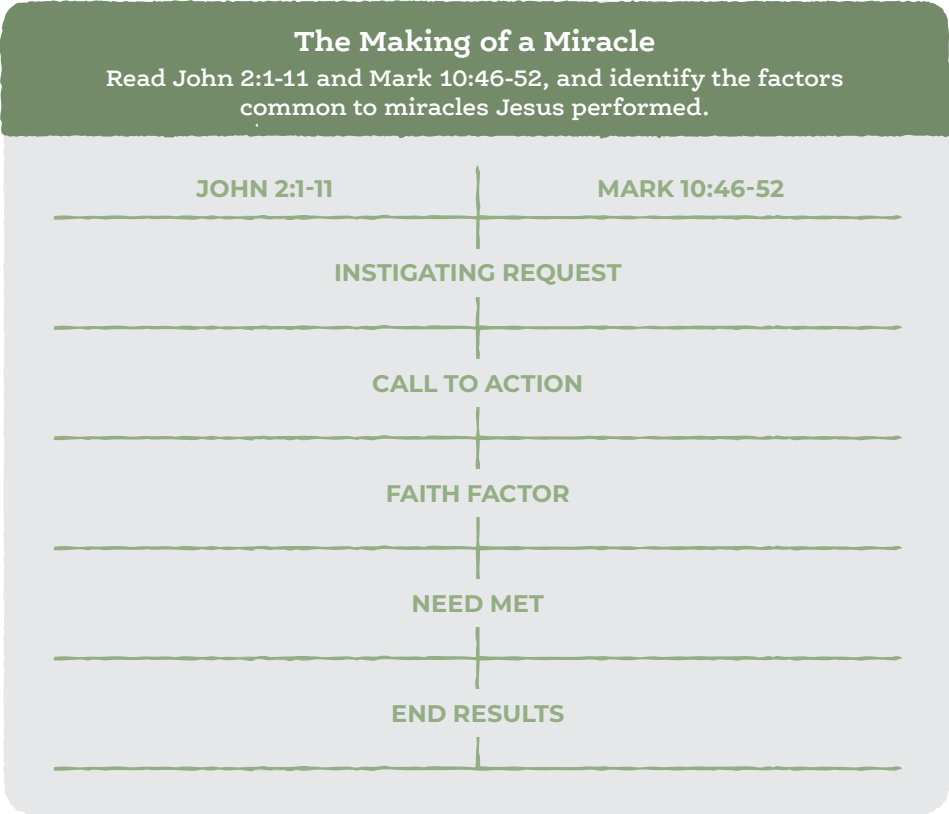 The Making of a Miracle
Read John 2:1-11 and Mark 10:46-52, and identify the factors
common to miracles Jesus performed.
JOHN 2:1-11
MARK 10:46-52
INSTIGATING REQUEST
CALL TO ACTION
FAITH FACTOR
NEED MET
END RESULTS